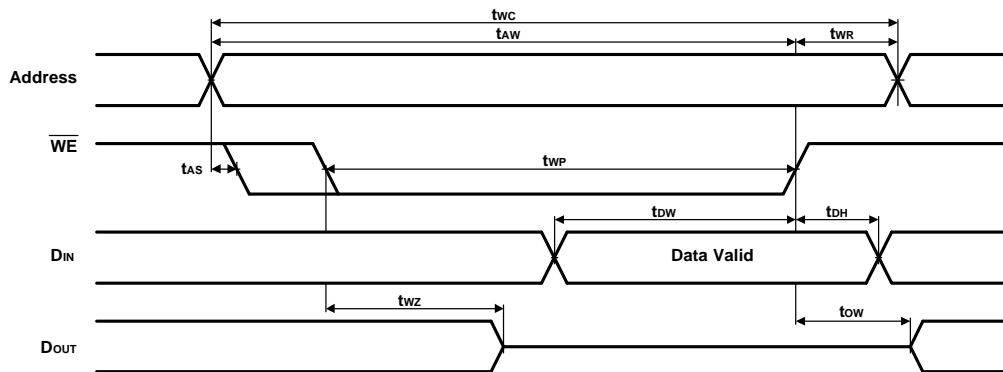 tWC
tAW tWR
Address
WE
tAS tWP
tDW tDH
DIN Data Valid
tWZ tOW
DOUT